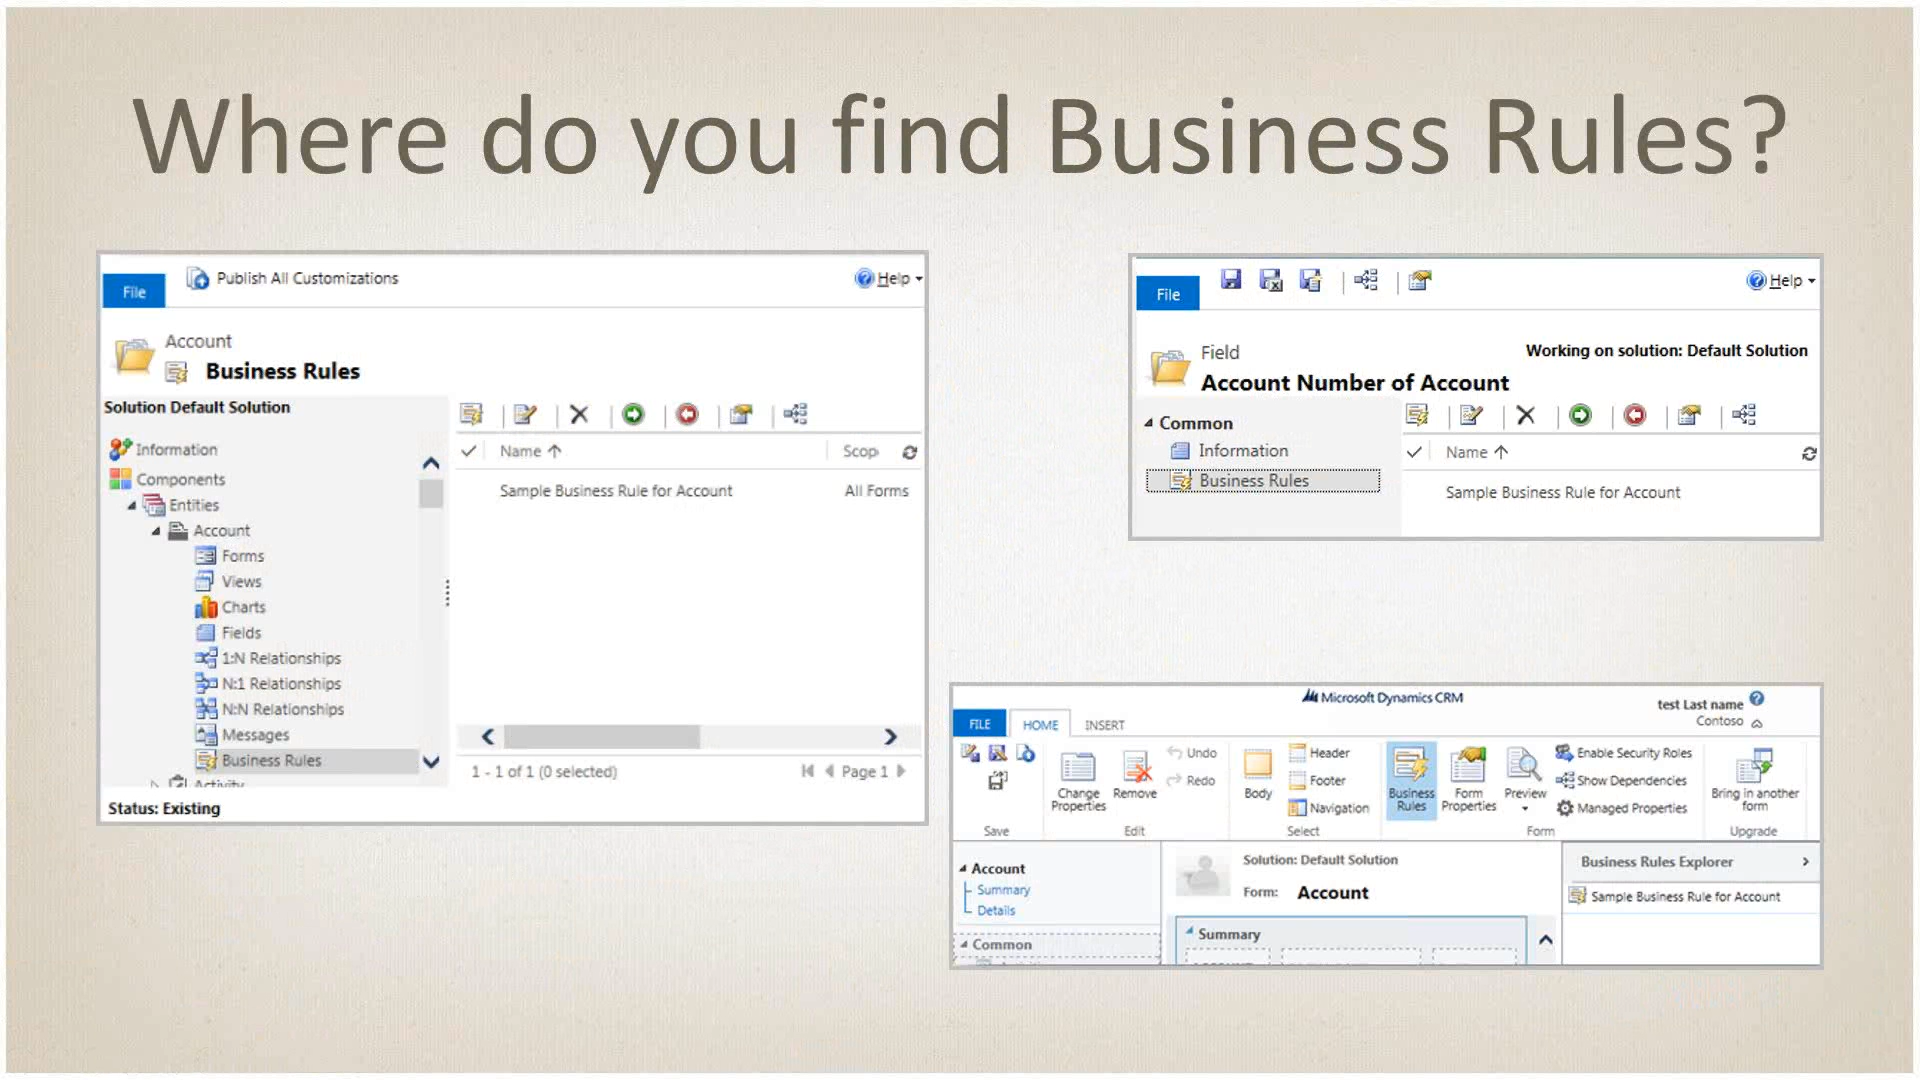 Where do you find Business Rules?
File
Publish All Customizations
Help
Account
Business Rules
Solution Default Solution
Information
Components
Entities
Account
Forms
Views
Charts
Fields
1:N Relationships
N:1 Relationships
N:N Relationships
Messages
Business Rules
Activity
Status: Existing
Name
Scop
Sample Business Rule for Account
All Forms
1 - 1 of 1 (0 selected)
Page 1
File
Help
Field
Working on solution: Default Solution
Account Number of Account
Common
Information
Business Rules
Name
Sample Business Rule for Account
Microsoft Dynamics CRM
test Last name
Contoso
FILE
HOME
INSERT
Save
Change
Properties
Remove
Undo
Redo
Edit
Body
Header
Footer
Navigation
Select
Business
Rules
Form
Properties
Preview
Enable Security Roles
Show Dependencies
Managed Properties
Form
Bring in another
form
Upgrade
Account
Summary
Details
Common
Solution: Default Solution
Form: Account
Summary
Business Rules Explorer
Sample Business Rule for Account